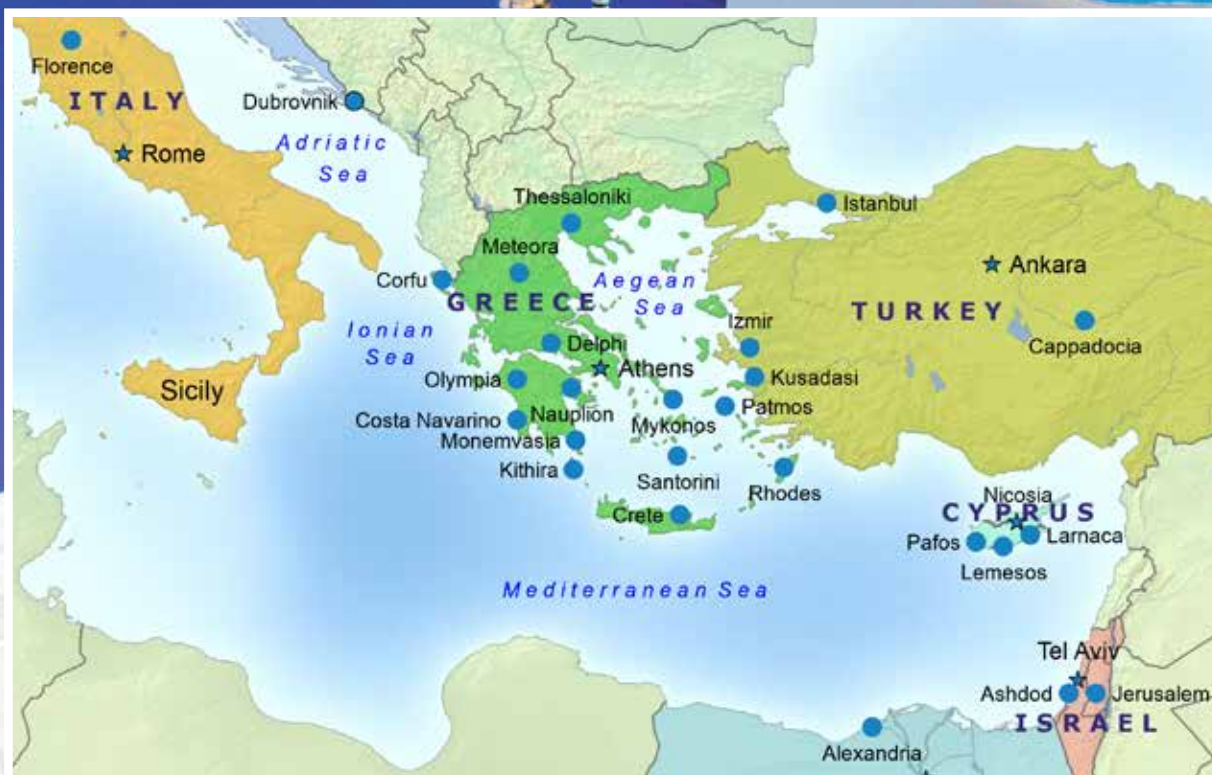 Florence
ITALY
Dubrovnik
Rome
Adriatic
Sea
Thessaloniki
Istanbul
Meteora
Ankara
Corfu
Aegean
Sea
GREECE
TURKEY
Ionian
Sea
Izmir
Cappadocia
Delphi
Athens
Sicily
Olympia
Kusadasi
Nauplion
Patmos
Costa Navarino
Mykonos
Monemvasia
Kithira
Santorini
Rhodes
Nicosia
CYPRUS
Crete
Larnaca
Pafos
Lemesos
Mediterranean Sea
Tel Aviv
Ashdod
Jerusalem
ISRAEL
Alexandria